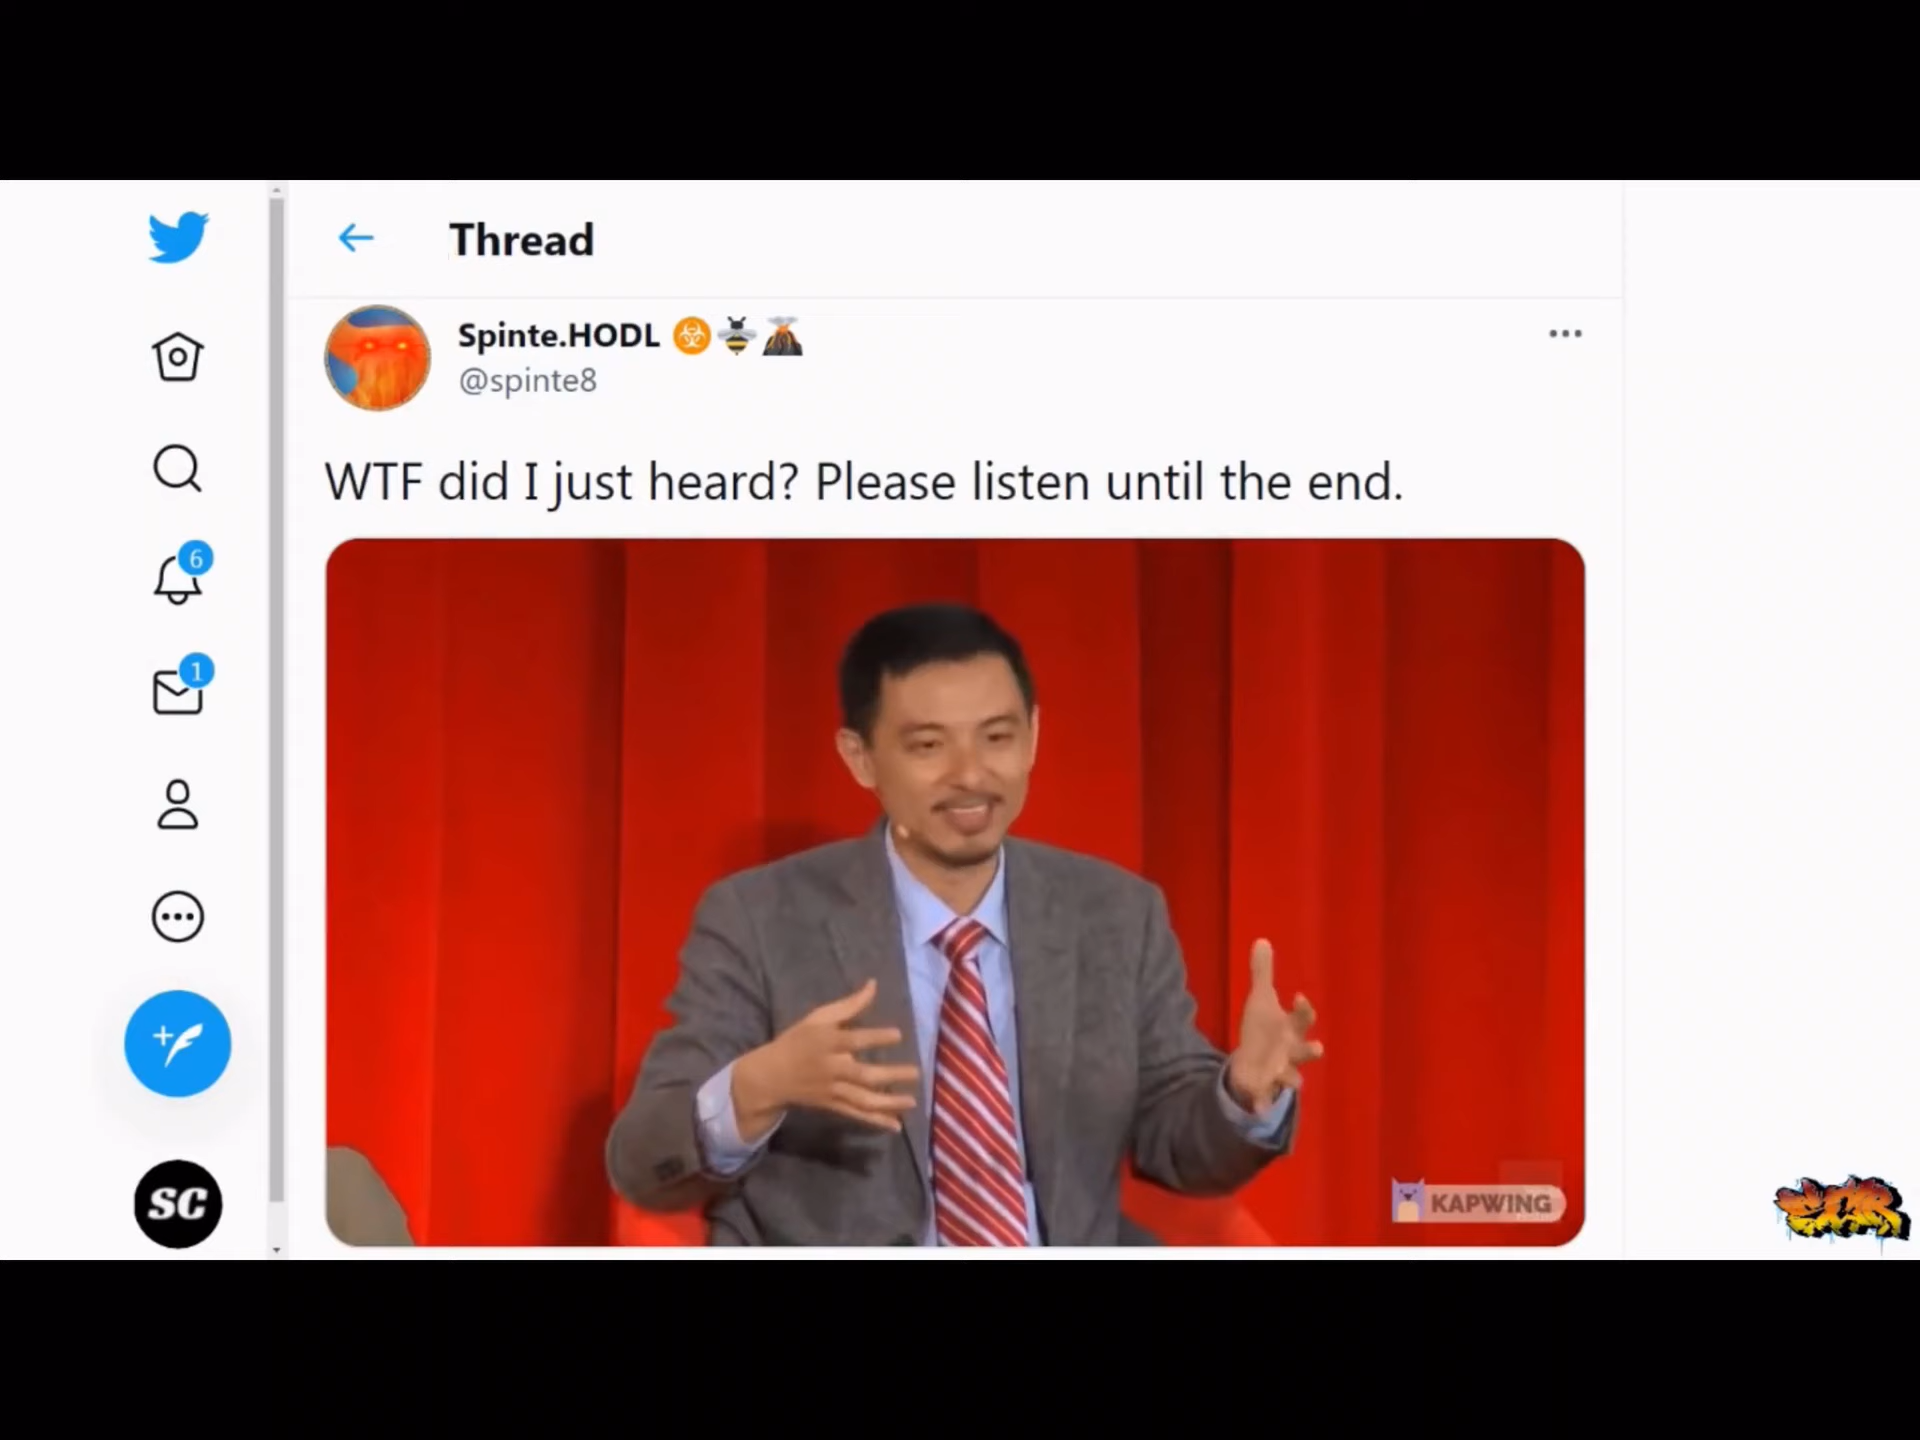 Thread
Spinte.HODL
@spinte8
WTF did I just heard? Please listen until the end.
6
1
SC
KAPWING